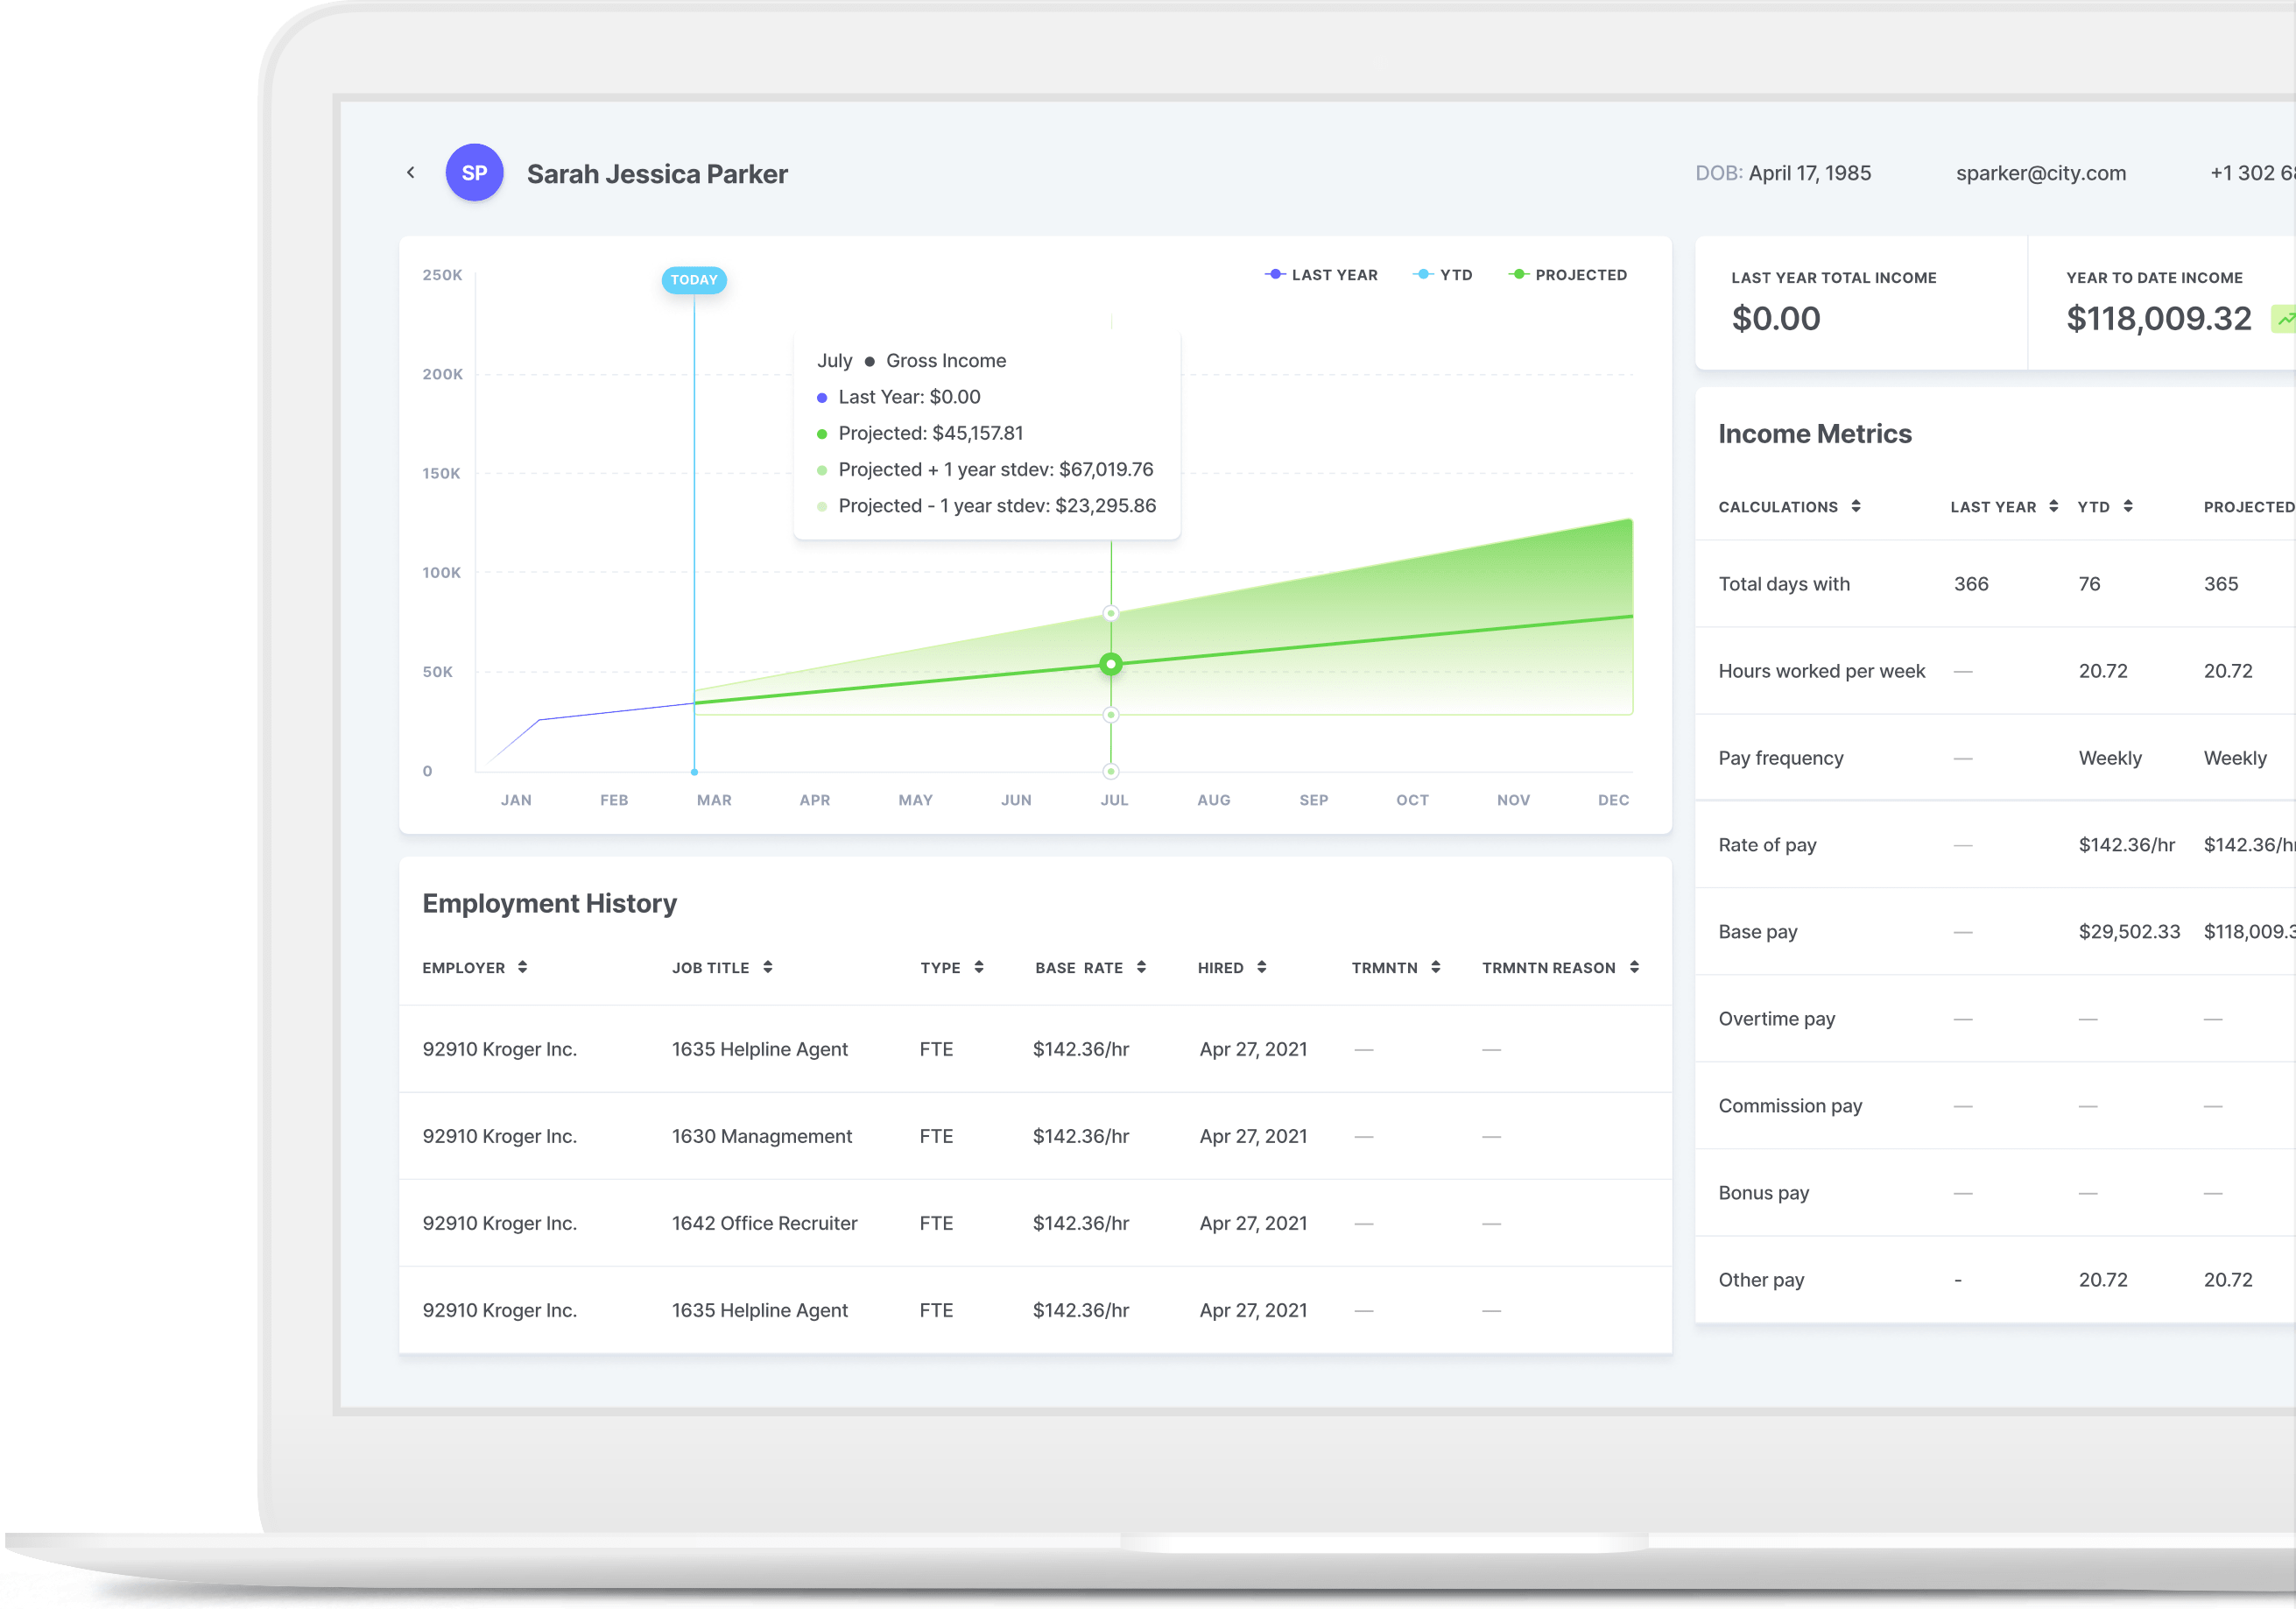 SP Sarah Jessica Parker
DOB: April 17, 1985 sparker@city.com +1 302
250K
200K
150K
100K
50K
0
TODAY
LAST YEAR YTD PROJECTED
July ● Gross Income
Last Year: $0.00
Projected: $45,157.81
Projected + 1 year stdev: $67,019.76
Projected - 1 year stdev: $23,295.86
JAN FEB MAR APR MAY JUN JUL AUG SEP OCT NOV DEC
LAST YEAR TOTAL INCOME
$0.00
YEAR TO DATE INCOME
$118,009.32
Employment History
EMPLOYER JOB TITLE TYPE BASE RATE HIRED TRMNTN TRMNTN REASON
92910 Kroger Inc. 1635 Helpline Agent FTE $142.36/hr Apr 27, 2021 — —
92910 Kroger Inc. 1630 Managmement FTE $142.36/hr Apr 27, 2021 — —
92910 Kroger Inc. 1642 Office Recruiter FTE $142.36/hr Apr 27, 2021 — —
92910 Kroger Inc. 1635 Helpline Agent FTE $142.36/hr Apr 27, 2021 — —
Income Metrics
CALCULATIONS LAST YEAR YTD PROJECTED
Total days with 366 76 365
Hours worked per week — 20.72 20.72
Pay frequency — Weekly Weekly
Rate of pay — $142.36/hr $142.36/hr
Base pay — $29,502.33 $118,009.3
Overtime pay — — —
Commission pay — — —
Bonus pay — — —
Other pay - 20.72 20.72